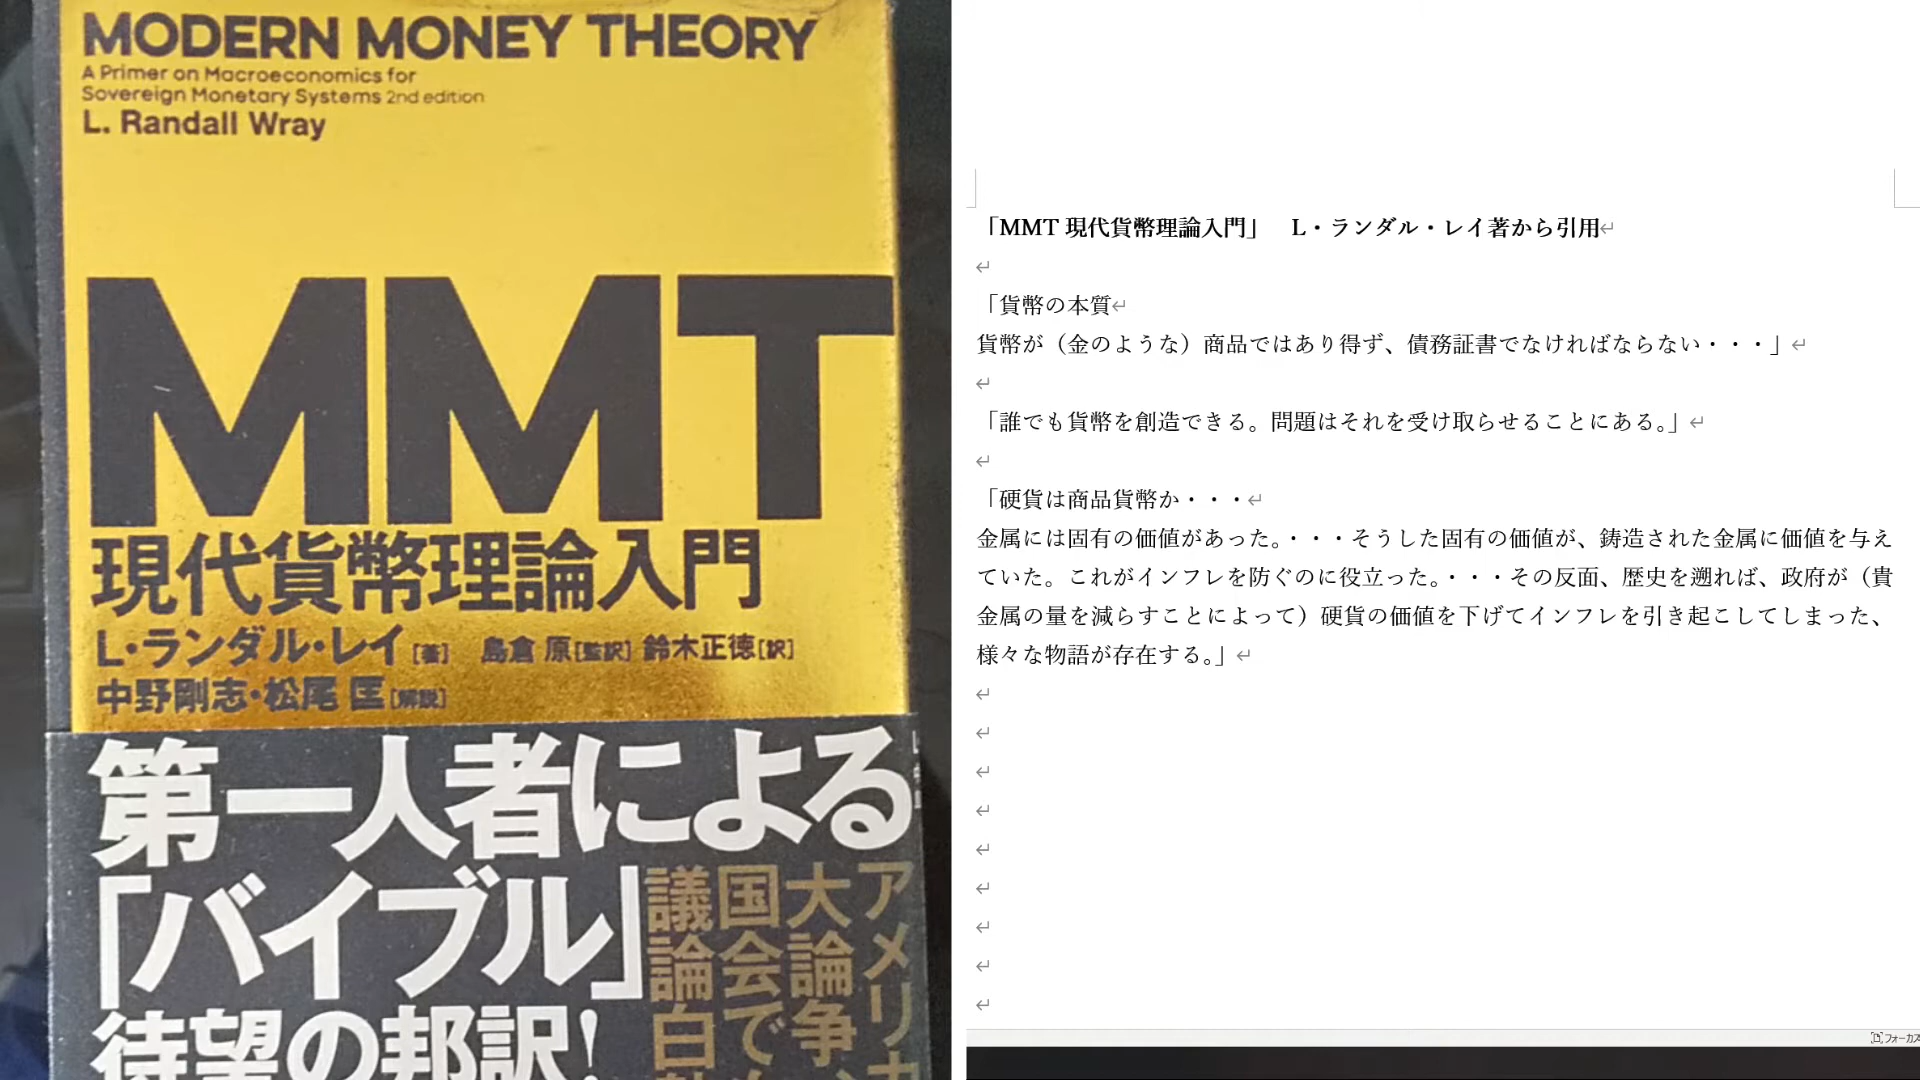 MODERN MONEY THEORY
A Primer on Macroeconomics for
Sovereign Monetary Systems 2nd edition
L. Randall Wray
MMT
現代貨幣理論入門
L・ランダル・レイ[著] 島倉 原[監訳] 鈴木正徳[訳]
中野剛志・松尾 匡[解説]
第一人者による
「バイブル」
待望の邦訳!
アメリカ
大論争、
国会で
議論白
「MMT 現代貨幣理論入門」 L・ランダル・レイ著から引用↵
↵
「貨幣の本質↵
貨幣が（金のような）商品ではあり得ず、債務証書でなければならない・・・」↵
↵
「誰でも貨幣を創造できる。問題はそれを受け取らせることにある。」↵
↵
「硬貨は商品貨幣か・・・↵
金属には固有の価値があった。・・・そうした固有の価値が、鋳造された金属に価値を与え
ていた。これがインフレを防ぐのに役立った。・・・その反面、歴史を遡れば、政府が（貴
金属の量を減らすことによって）硬貨の価値を下げてインフレを引き起こしてしまった、
様々な物語が存在する。」↵
↵
↵
↵
↵
↵
↵
↵
↵
↵
フォーカス